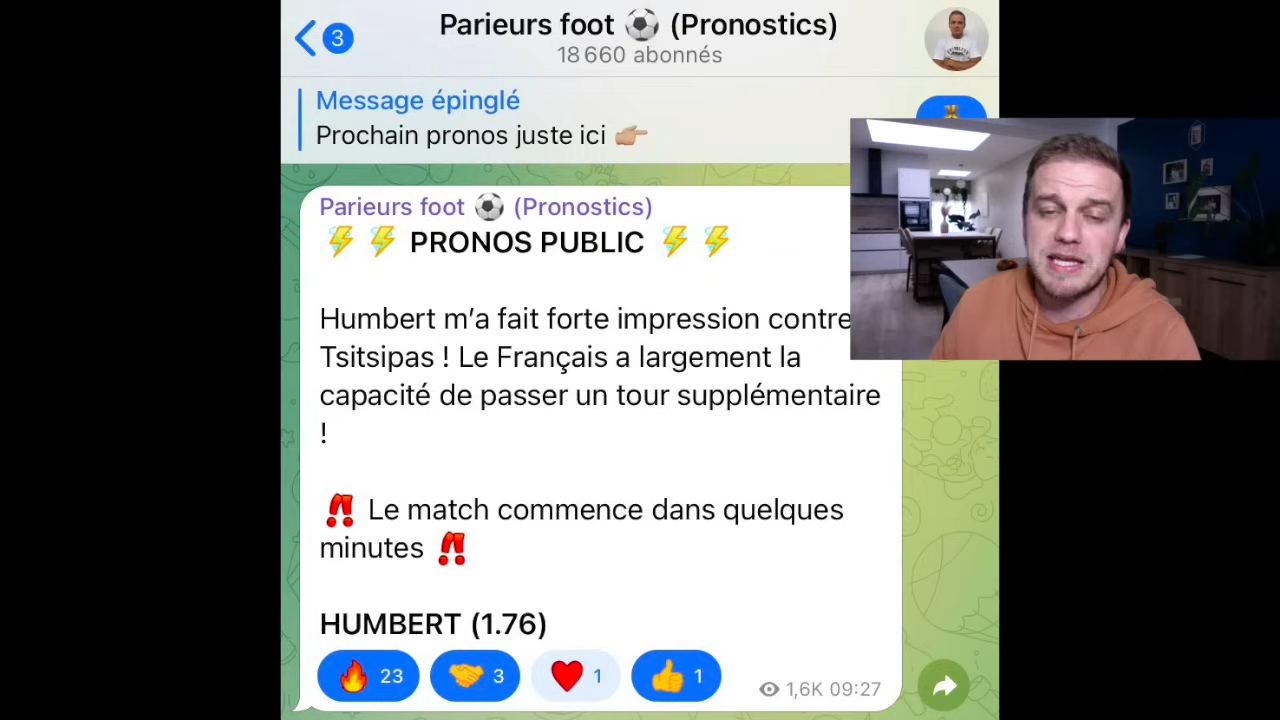 3
Parieurs foot ⚽ (Pronostics)
18 660 abonnés
Message épinglé
Prochain pronos juste ici 👉🏼
Parieurs foot ⚽ (Pronostics)
⚡⚡ PRONOS PUBLIC ⚡⚡
Humbert m’a fait forte impression contre
Tsitsipas ! Le Français a largement la
capacité de passer un tour supplémentaire
!
‼️ Le match commence dans quelques
minutes ‼️
HUMBERT (1.76)
🔥 23 🤝 3 ❤️ 1 👍 1
1,6K 09:27